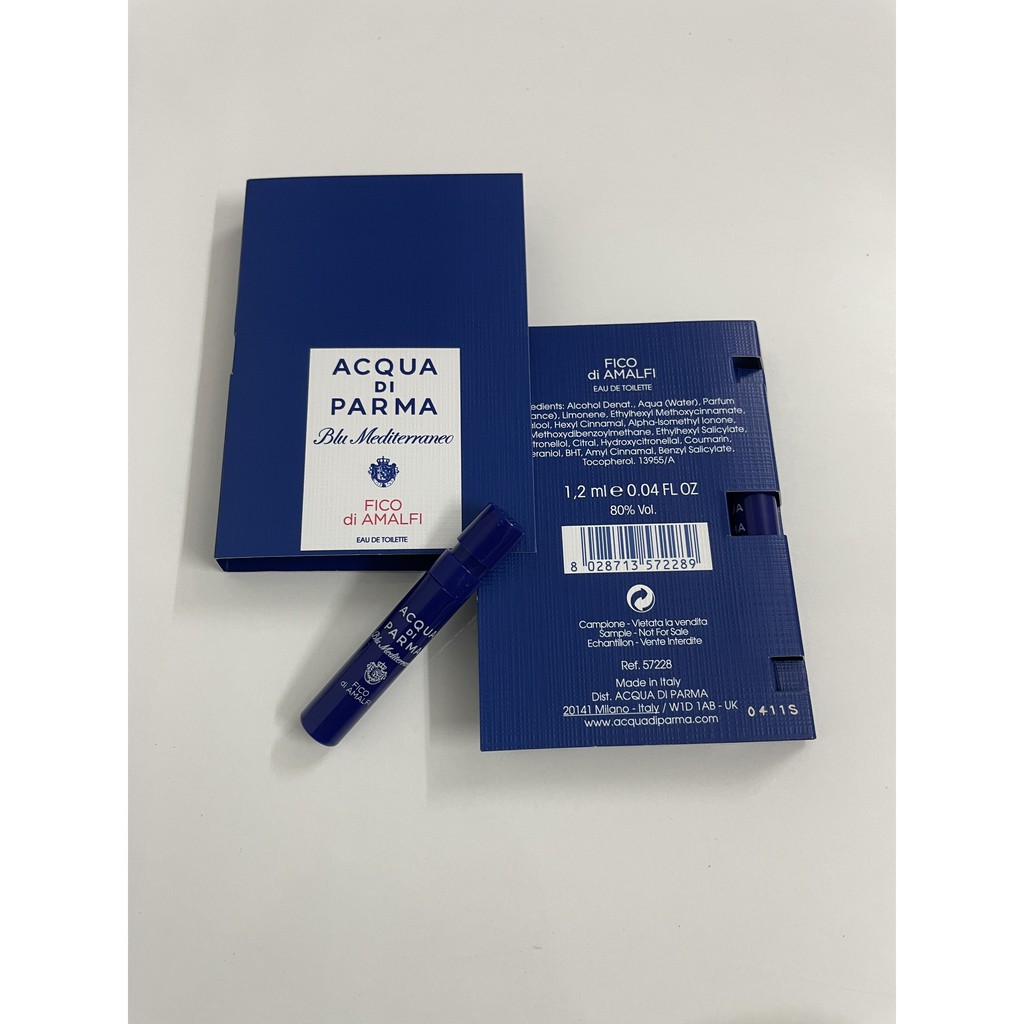 ACQUA
DI
PARMA
Blu Mediterraneo
FICO
di AMALFI
EAU DE TOILETTE
ACQUA
DI
PARMA
Blu Mediterraneo
FICO
di AMALFI
FICO
di AMALFI
EAU DE TOILETTE
edients: Alcohol Denat., Aqua (Water), Parfum
ance), Limonene, Ethylhexyl Methoxycinnamate,
alool, Hexyl Cinnamal, Alpha-Isomethyl Ionone,
Methoxydibenzoylmethane, Ethylhexyl Salicylate,
tronellol, Citral, Hydroxycitronellal, Coumarin,
eraniol, BHT, Amyl Cinnamal, Benzyl Salicylate,
Tocopherol. 13955/A
1,2 ml ℮ 0.04 FL OZ
80% Vol.
8 028713 572289
Campione - Vietata la vendita
Sample - Not For Sale
Echantillon - Vente Interdite
Ref. 57228
Made in Italy
Dist. ACQUA DI PARMA
20141 Milano - Italy / W1D 1AB - UK
www.acquadiparma.com
0411S